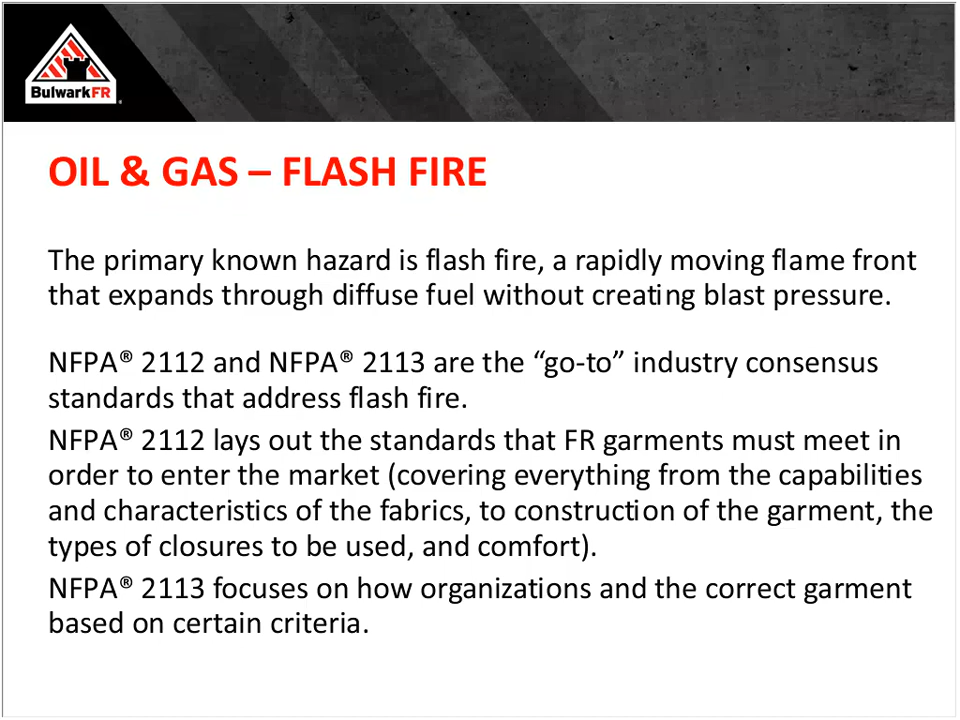 BulwarkFR®
OIL & GAS – FLASH FIRE
The primary known hazard is flash fire, a rapidly moving flame front
that expands through diffuse fuel without creating blast pressure.
NFPA® 2112 and NFPA® 2113 are the “go-to” industry consensus
standards that address flash fire.
NFPA® 2112 lays out the standards that FR garments must meet in
order to enter the market (covering everything from the capabilities
and characteristics of the fabrics, to construction of the garment, the
types of closures to be used, and comfort).
NFPA® 2113 focuses on how organizations and the correct garment
based on certain criteria.